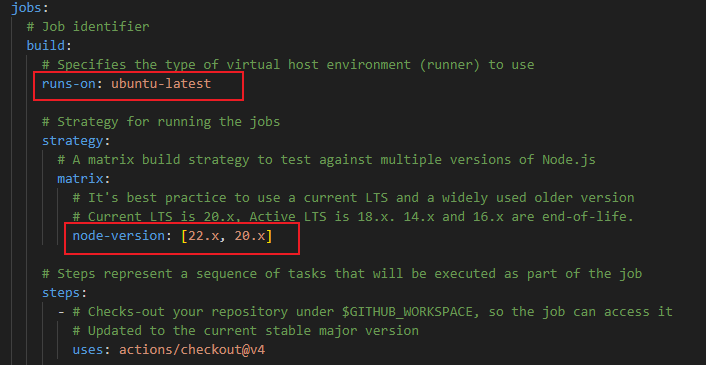 jobs:
# Job identifier
build:
# Specifies the type of virtual host environment (runner) to use
runs-on: ubuntu-latest
# Strategy for running the jobs
strategy:
# A matrix build strategy to test against multiple versions of Node.js
matrix:
# It's best practice to use a current LTS and a widely used older version
# Current LTS is 20.x, Active LTS is 18.x. 14.x and 16.x are end-of-life.
node-version: [22.x, 20.x]
# Steps represent a sequence of tasks that will be executed as part of the job
steps:
- # Checks-out your repository under $GITHUB_WORKSPACE, so the job can access it
# Updated to the current stable major version
uses: actions/checkout@v4